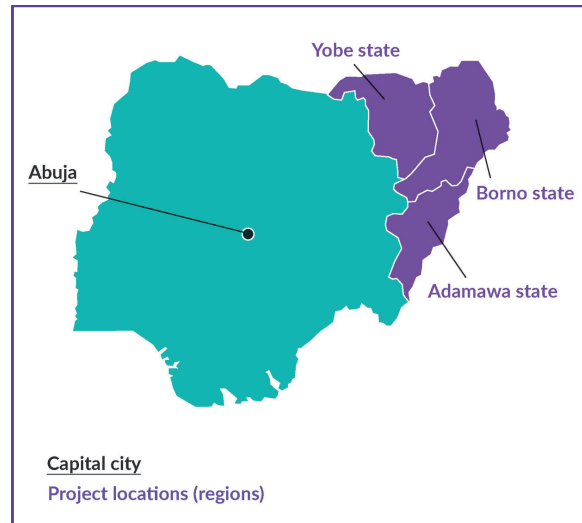 Yobe state
Abuja
Borno state
Adamawa state
Capital city
Project locations (regions)